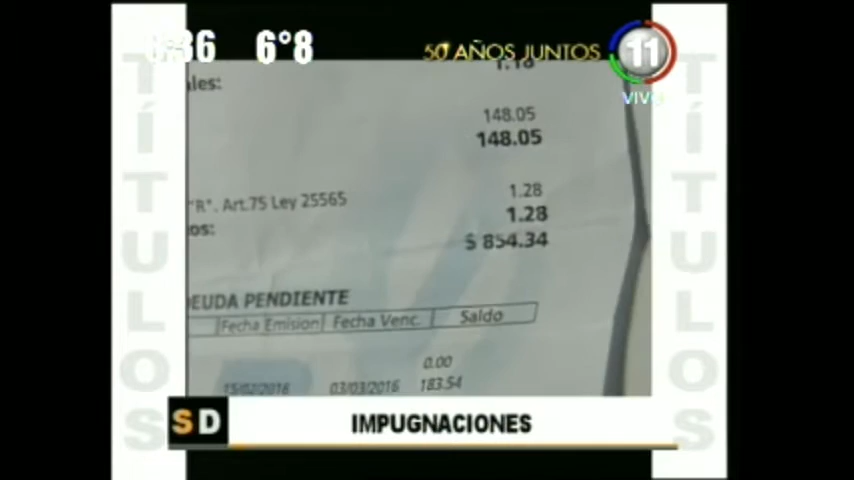 6°8
50 AÑOS JUNTOS
11
VIVO
ales:
148.05
148.05
"R". Art.75 Ley 25565
1.28
1.28
os:
$ 854.34
EUDA PENDIENTE
Fecha Emision Fecha Venc. Saldo
0.00
15/02/2016 03/03/2016 183.54
SD
IMPUGNACIONES
TÍTULOS
TÍTULOS